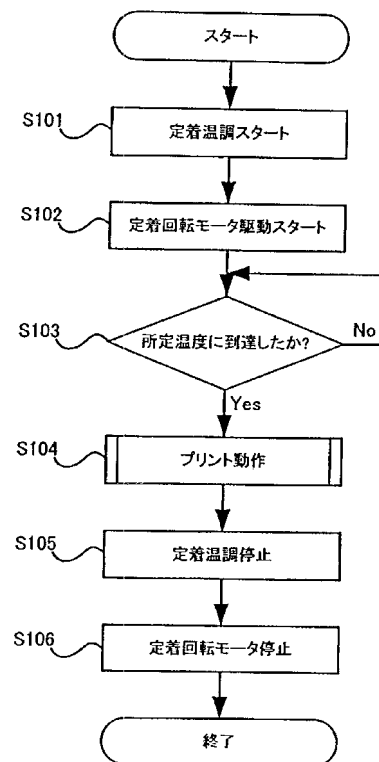 スタート
S101
定着温調スタート
S102
定着回転モータ駆動スタート
S103
所定温度に到達したか?
No
Yes
S104
プリント動作
S105
定着温調停止
S106
定着回転モータ停止
終了